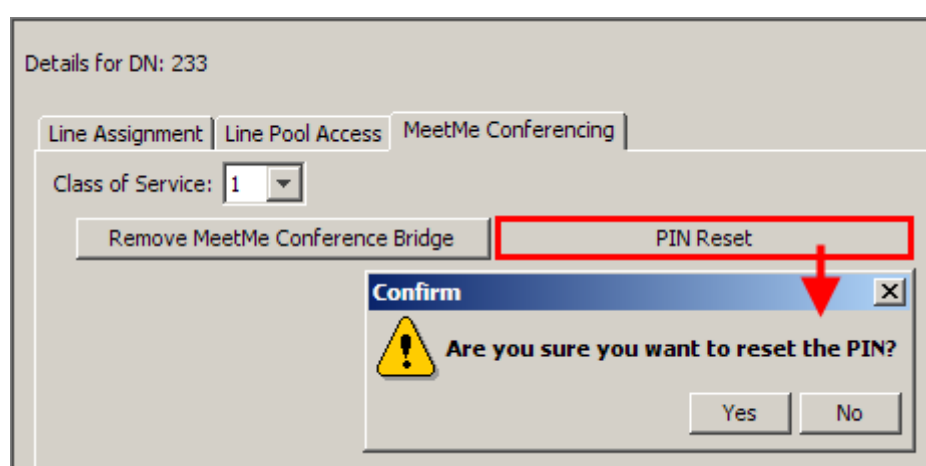 Details for DN: 233
Line Assignment Line Pool Access MeetMe Conferencing
Class of Service: 1
Remove MeetMe Conference Bridge PIN Reset
Confirm
Are you sure you want to reset the PIN?
Yes No